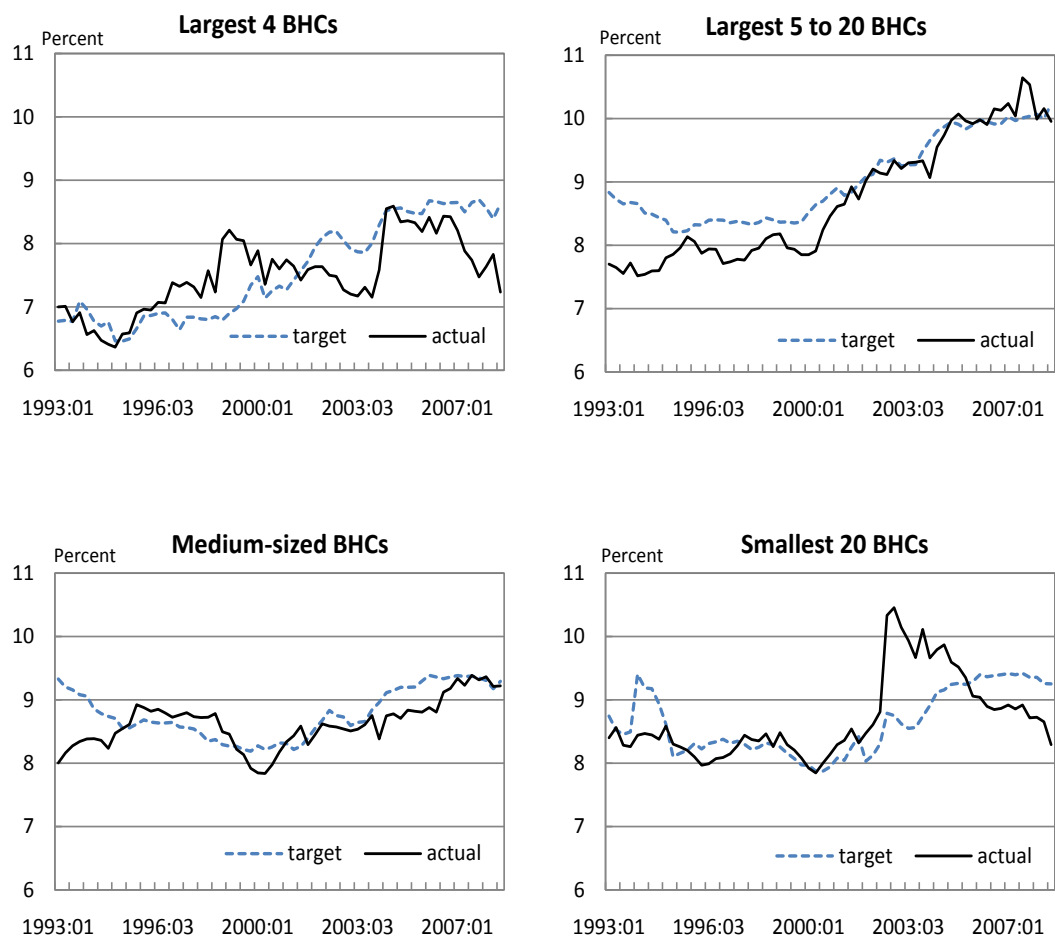 Largest 4 BHCs
Percent
11
10
9
8
7
6
target
actual
1993:01 1996:03 2000:01 2003:03 2007:01
Largest 5 to 20 BHCs
Percent
11
10
9
8
7
6
target
actual
1993:01 1996:03 2000:01 2003:03 2007:01
Medium-sized BHCs
Percent
11
10
9
8
7
6
target
actual
1993:01 1996:03 2000:01 2003:03 2007:01
Smallest 20 BHCs
Percent
11
10
9
8
7
6
target
actual
1993:01 1996:03 2000:01 2003:03 2007:01